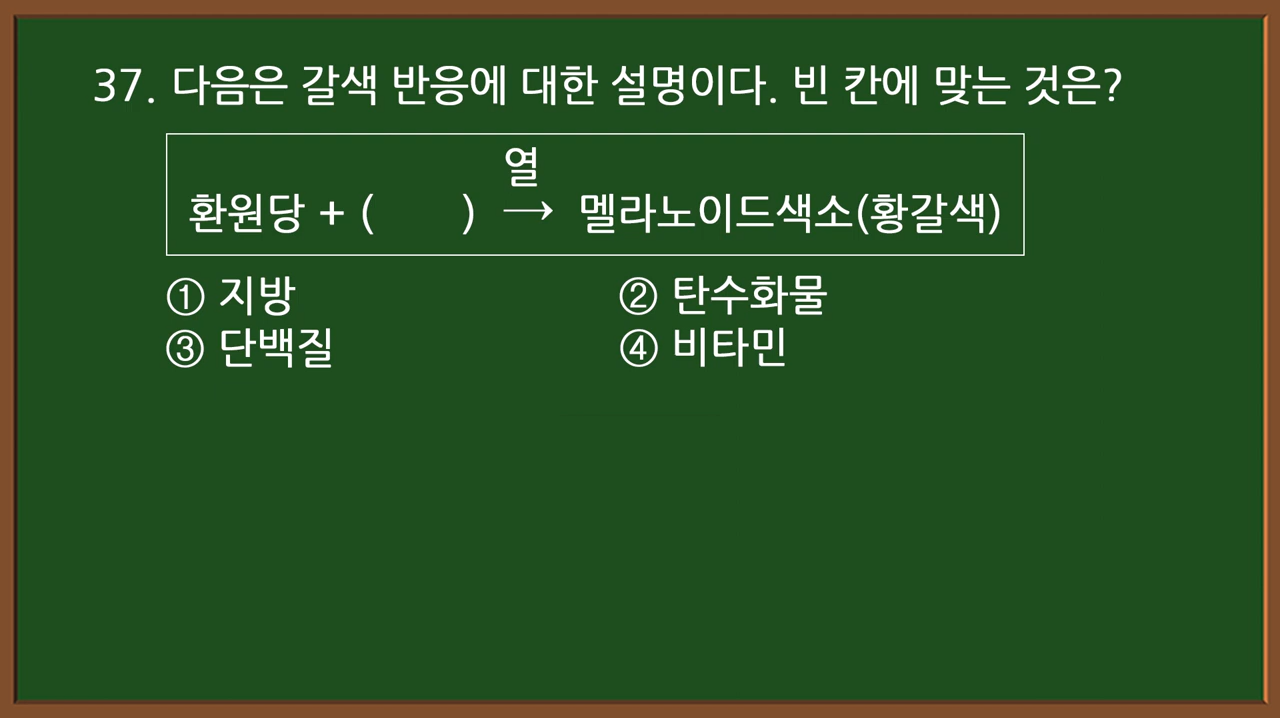 37. 다음은 갈색 반응에 대한 설명이다. 빈 칸에 맞는 것은?
열
환원당 + (      ) → 멜라노이드색소(황갈색)
① 지방 ② 탄수화물
③ 단백질 ④ 비타민